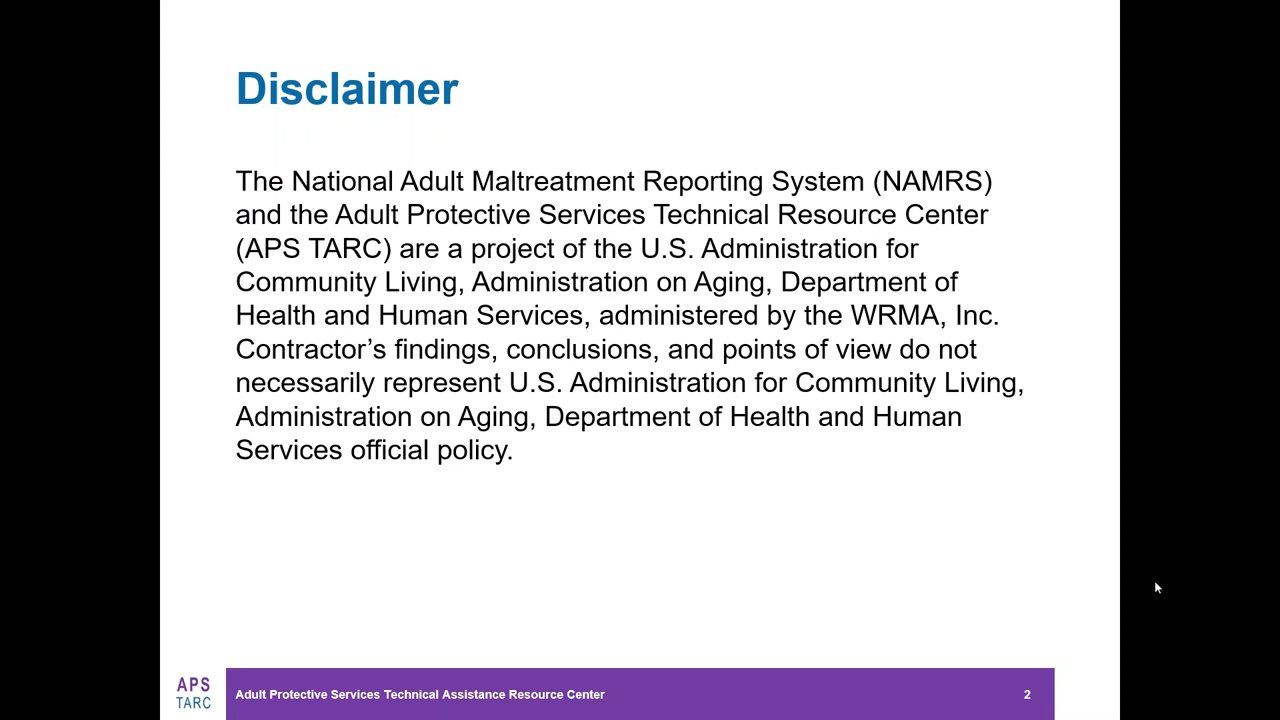 Disclaimer
The National Adult Maltreatment Reporting System (NAMRS)
and the Adult Protective Services Technical Resource Center
(APS TARC) are a project of the U.S. Administration for
Community Living, Administration on Aging, Department of
Health and Human Services, administered by the WRMA, Inc.
Contractor’s findings, conclusions, and points of view do not
necessarily represent U.S. Administration for Community Living,
Administration on Aging, Department of Health and Human
Services official policy.
APS
TARC
Adult Protective Services Technical Assistance Resource Center
2